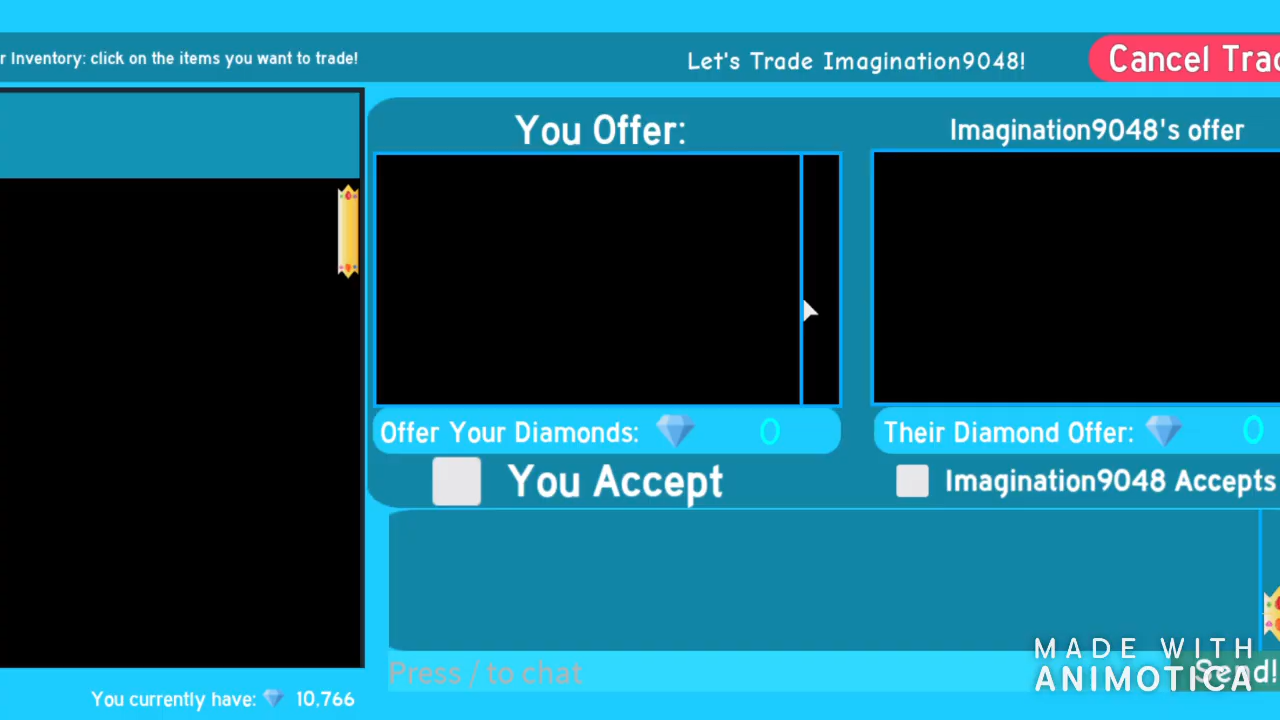 r Inventory: click on the items you want to trade!
Let's Trade Imagination9048!
Cancel Trad
You Offer:
Imagination9048's offer
Offer Your Diamonds: 0
Their Diamond Offer: 0
You Accept
Imagination9048 Accepts
Press / to chat
Send!
MADE WITH
ANIMOTICA
You currently have: 10,766